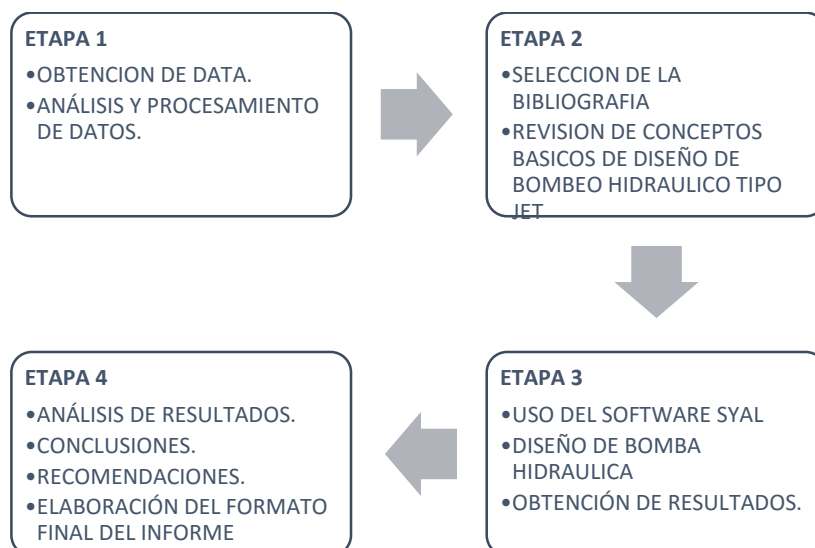 ETAPA 1
•OBTENCION DE DATA.
•ANÁLISIS Y PROCESAMIENTO
DE DATOS.
ETAPA 2
•SELECCION DE LA
BIBLIOGRAFIA
•REVISION DE CONCEPTOS
BASICOS DE DISEÑO DE
BOMBEO HIDRAULICO TIPO
JET
ETAPA 3
•USO DEL SOFTWARE SYAL
•DISEÑO DE BOMBA
HIDRAULICA
•OBTENCIÓN DE RESULTADOS.
ETAPA 4
•ANÁLISIS DE RESULTADOS.
•CONCLUSIONES.
•RECOMENDACIONES.
•ELABORACIÓN DEL FORMATO
FINAL DEL INFORME